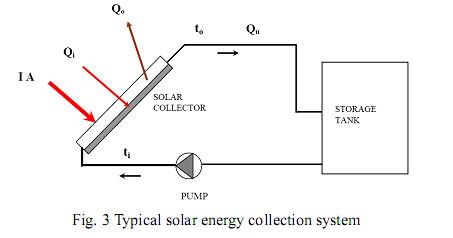 Qo
to
Qu
Qi
I A
SOLAR
COLLECTOR
STORAGE
TANK
ti
PUMP
Fig. 3 Typical solar energy collection system